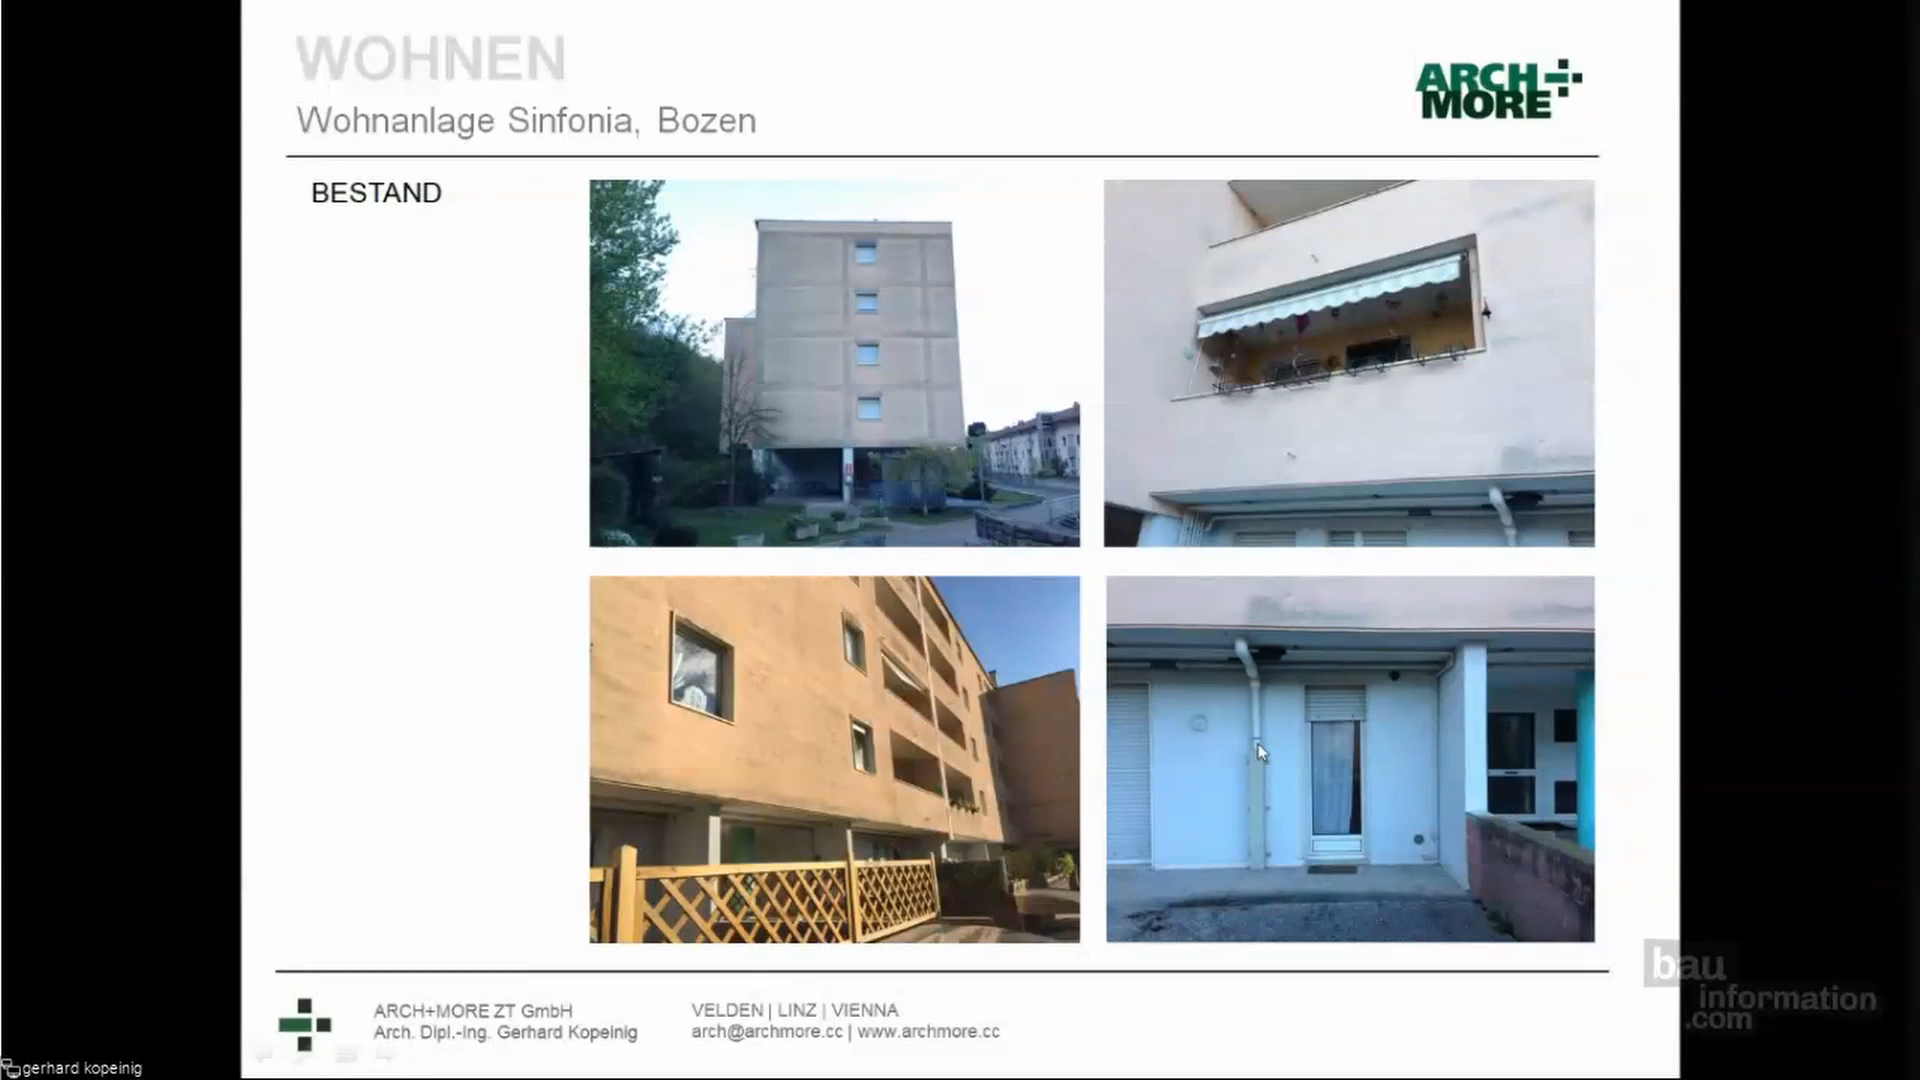 WOHNEN
Wohnanlage Sinfonia, Bozen
ARCH
MORE
BESTAND
ARCH+MORE ZT GmbH
Arch. Dipl.-Ing. Gerhard Kopeinig
VELDEN | LINZ | VIENNA
arch@archmore.cc | www.archmore.cc
bau
information
.com
gerhard kopeinig